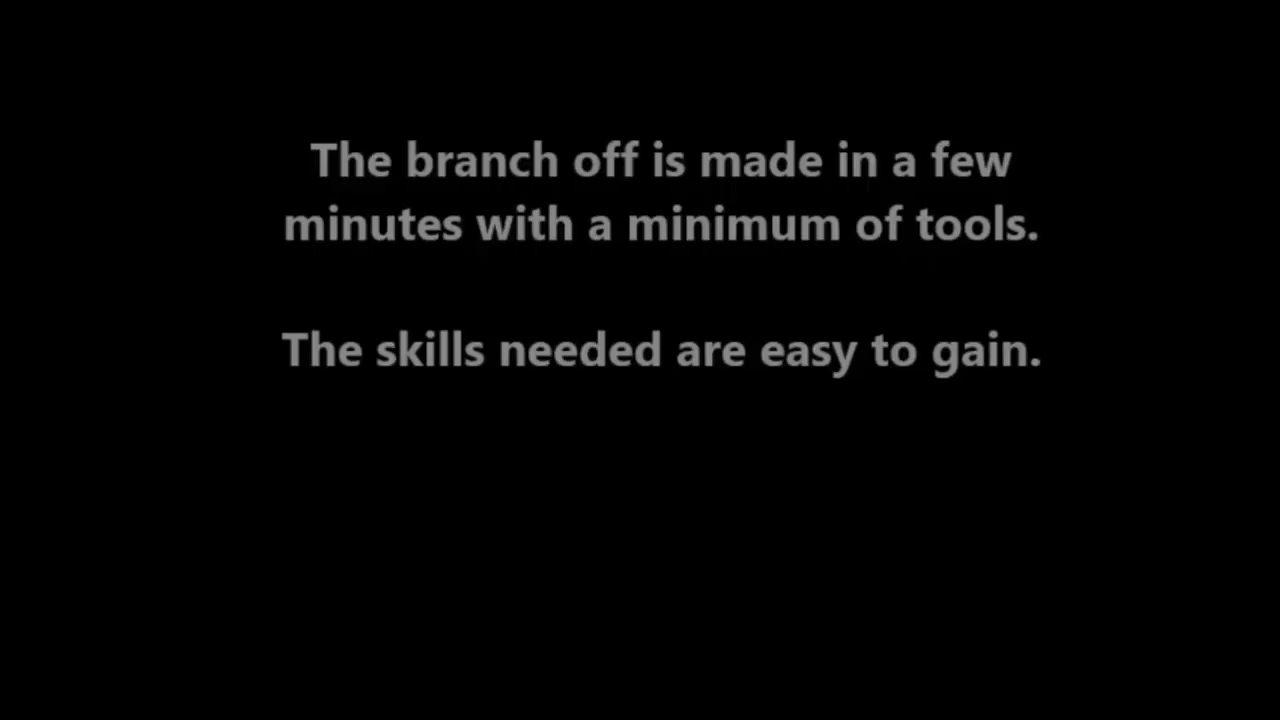 The branch off is made in a few
minutes with a minimum of tools.
The skills needed are easy to gain.